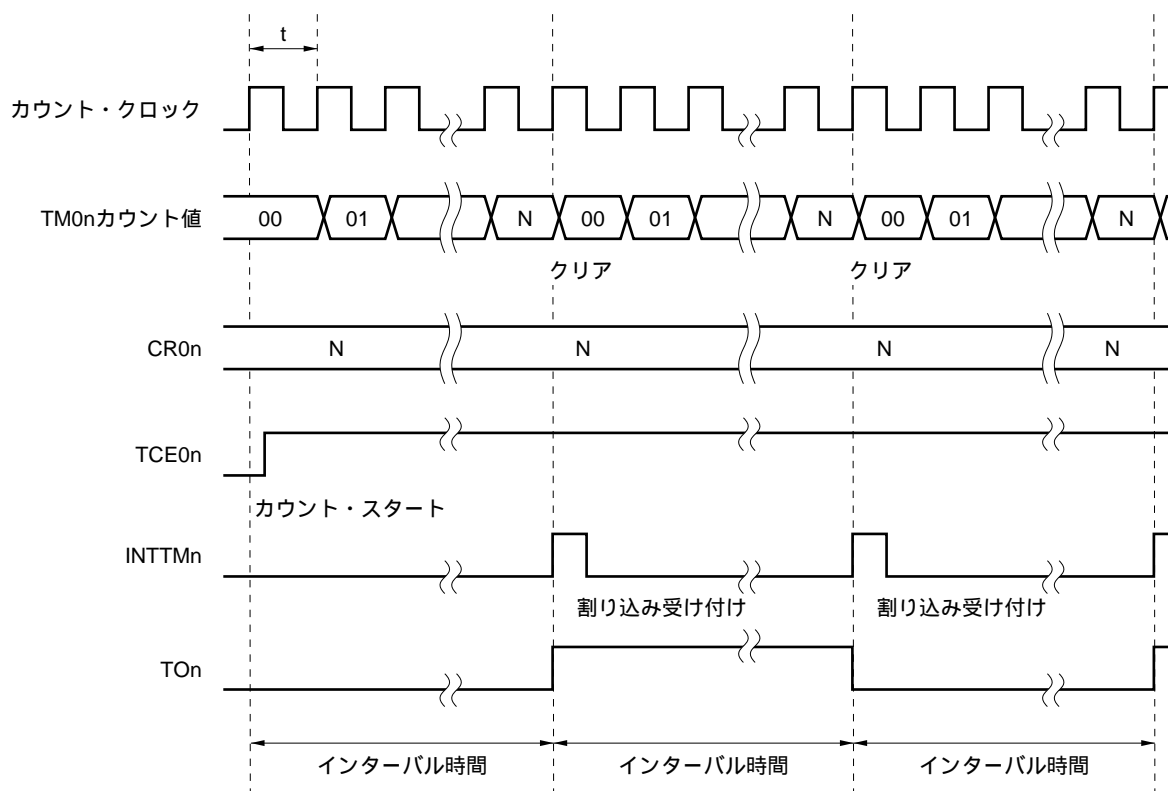 t
カウント・クロック
TM0nカウント値 00 01 N 00 01 N 00 01 N
クリア クリア
CR0n N N N N
TCE0n
カウント・スタート
INTTMn
割り込み受け付け 割り込み受け付け
TOn
インターバル時間 インターバル時間 インターバル時間